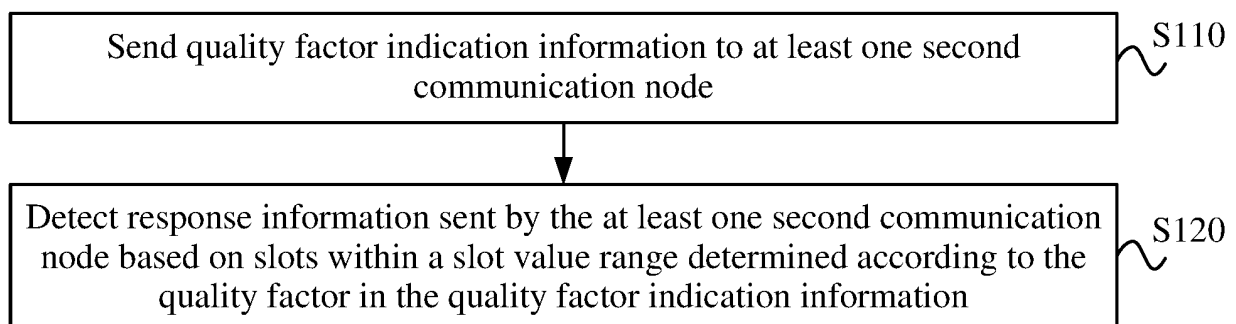 Send quality factor indication information to at least one second
communication node
S110
Detect response information sent by the at least one second communication
node based on slots within a slot value range determined according to the
quality factor in the quality factor indication information
S120